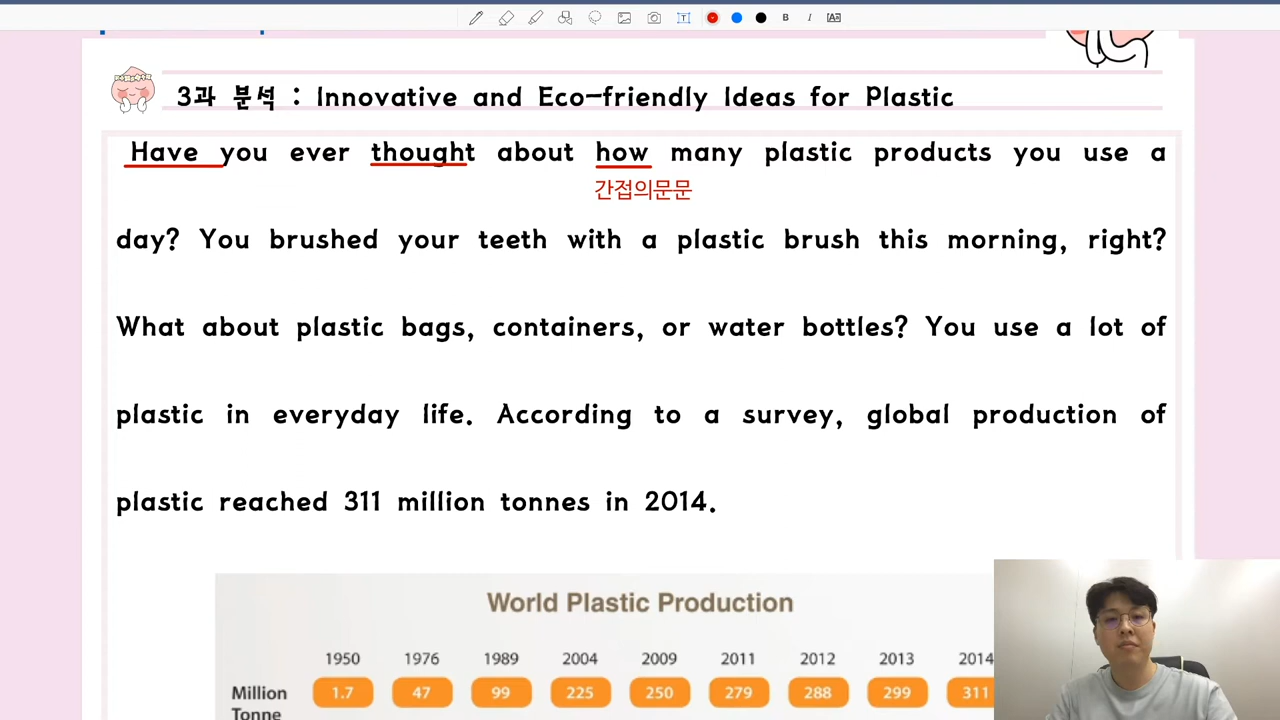 3과 분석 : Innovative and Eco-friendly Ideas for Plastic
Have you ever thought about how many plastic products you use a
간접의문문
day? You brushed your teeth with a plastic brush this morning, right?
What about plastic bags, containers, or water bottles? You use a lot of
plastic in everyday life. According to a survey, global production of
plastic reached 311 million tonnes in 2014.
World Plastic Production
1950 1976 1989 2004 2009 2011 2012 2013 2014
Million 1.7 47 99 225 250 279 288 299 311
Tonne